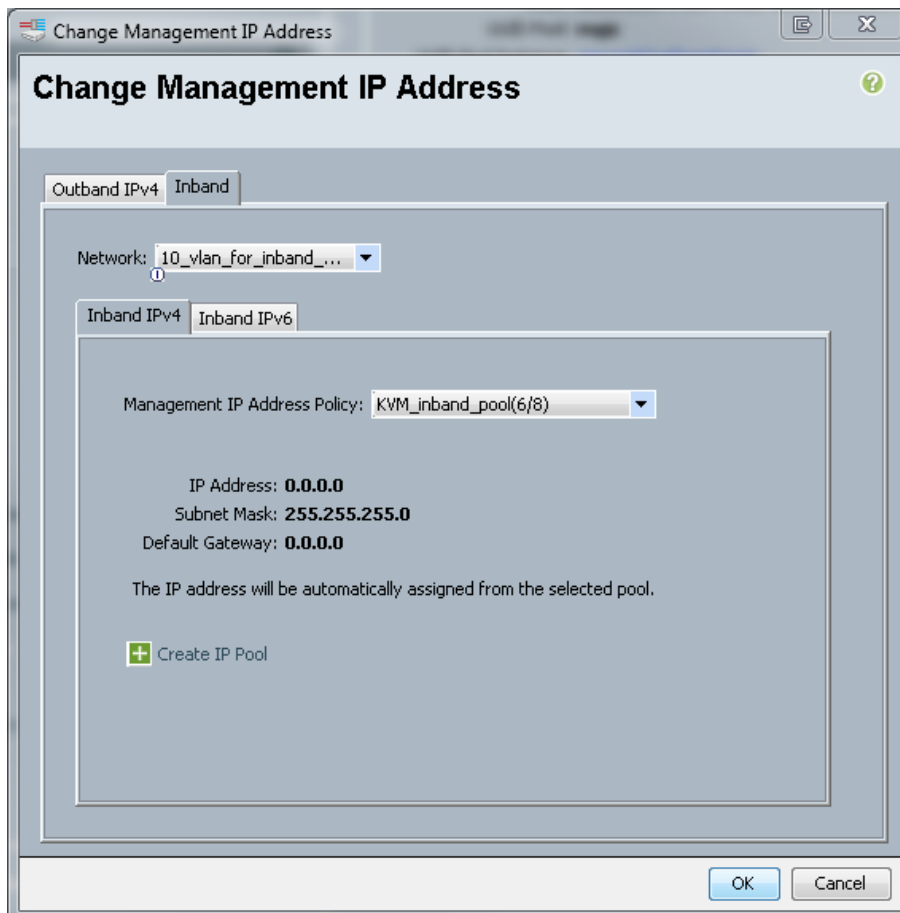 Change Management IP Address
Change Management IP Address
Outband IPv4 Inband
Network: 10_vlan_for_inband_...
Inband IPv4 Inband IPv6
Management IP Address Policy: KVM_inband_pool(6/8)
IP Address: 0.0.0.0
Subnet Mask: 255.255.255.0
Default Gateway: 0.0.0.0
The IP address will be automatically assigned from the selected pool.
Create IP Pool
OK Cancel